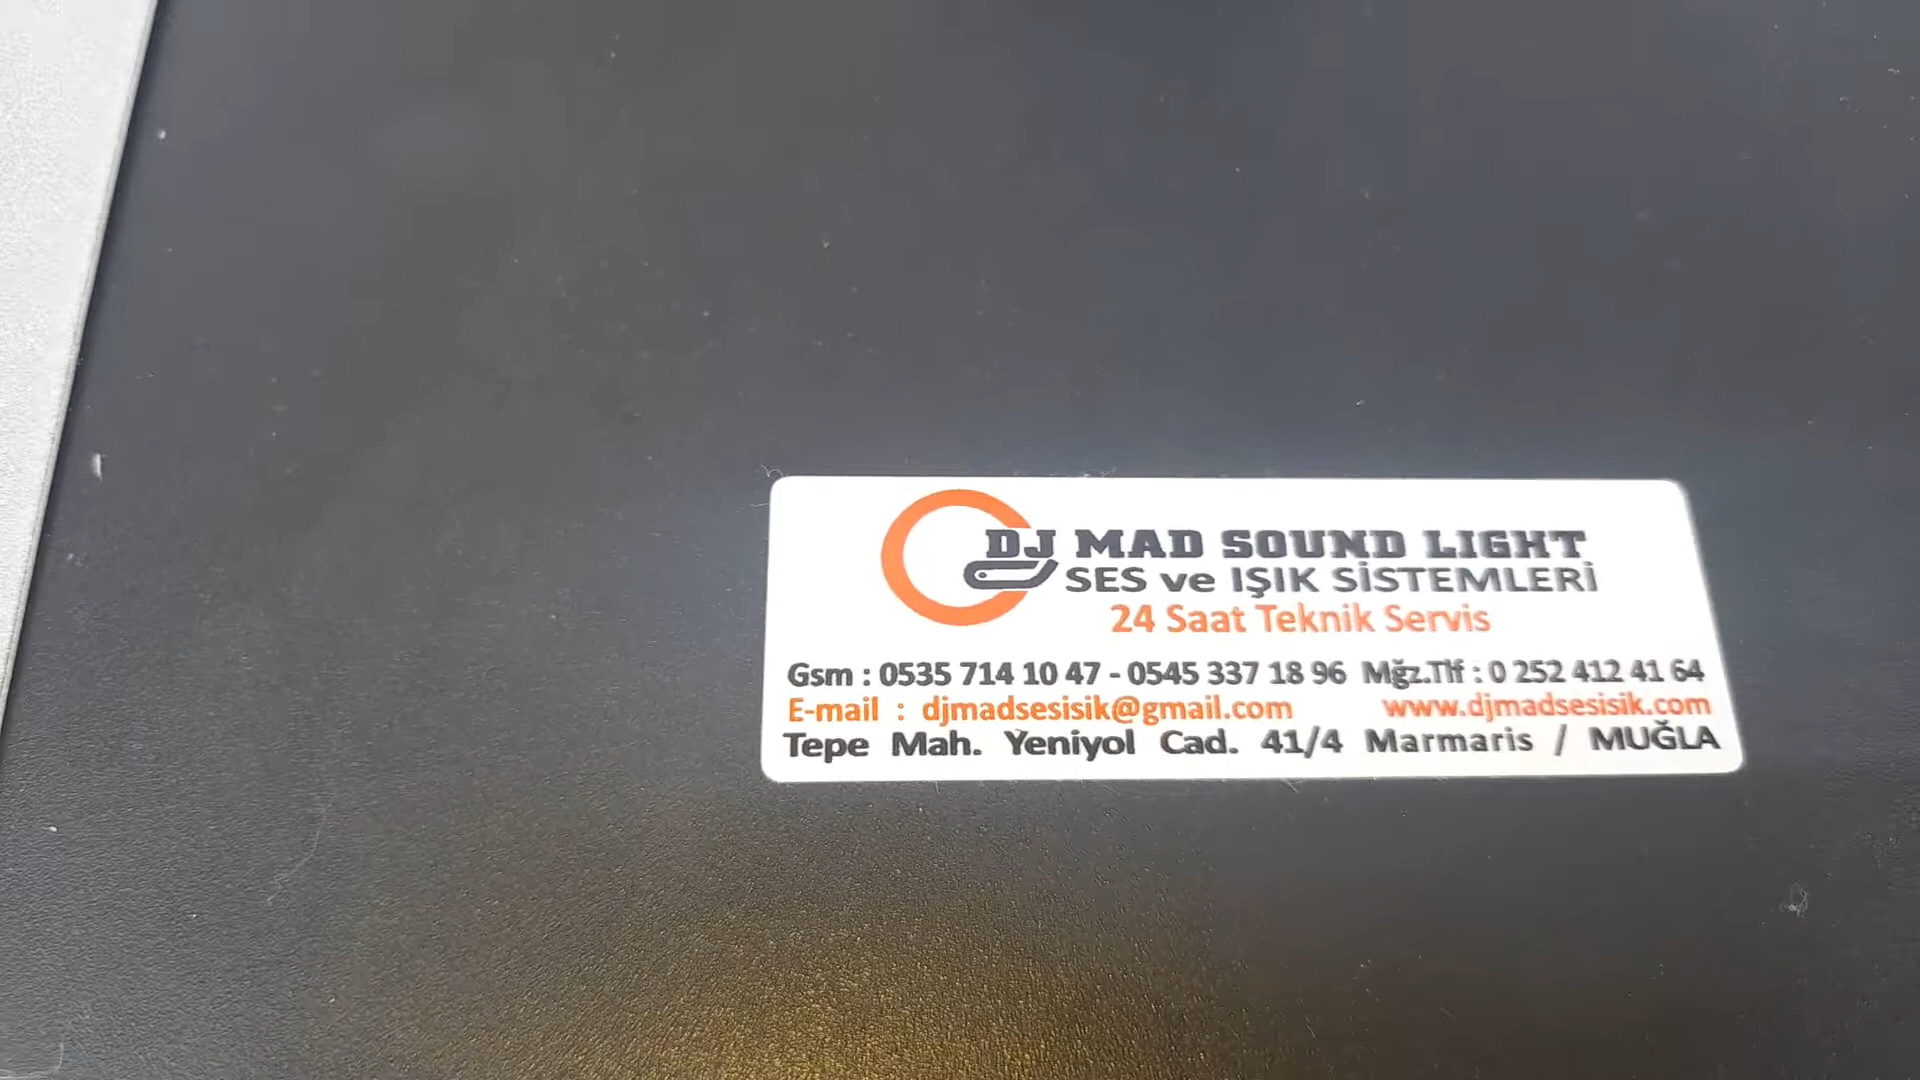 DJ MAD SOUND LIGHT
SES ve IŞIK SİSTEMLERİ
24 Saat Teknik Servis
Gsm : 0535 714 10 47 - 0545 337 18 96 Mğz.Tlf : 0 252 412 41 64
E-mail : djmadsesisik@gmail.com www.djmadsesisik.com
Tepe Mah. Yeniyol Cad. 41/4 Marmaris / MUĞLA